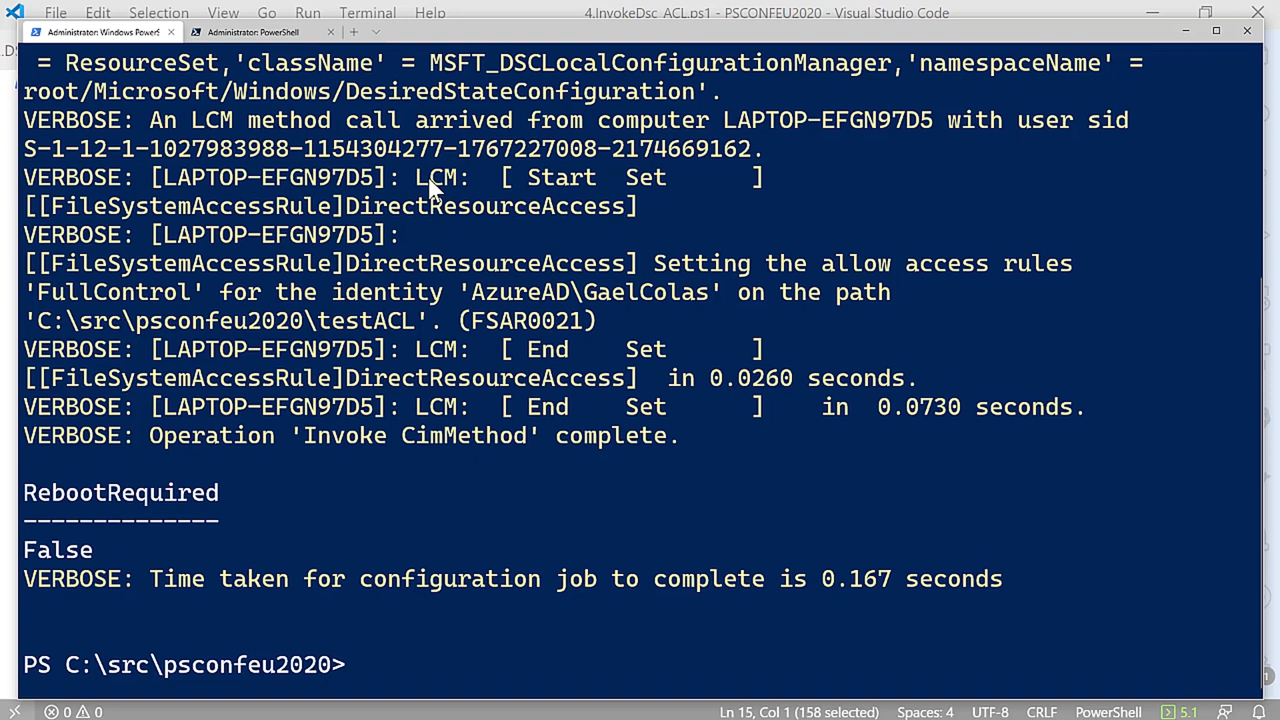 File Edit Selection View Go Run Terminal Help 4.InvokeDsc_ACL.ps1 - PSCONFEU2020 - Visual Studio Code
Administrator: Windows PowerS Administrator: PowerShell
= ResourceSet,'className' = MSFT_DSCLocalConfigurationManager,'namespaceName' =
root/Microsoft/Windows/DesiredStateConfiguration'.
VERBOSE: An LCM method call arrived from computer LAPTOP-EFGN97D5 with user sid
S-1-12-1-1027983988-1154304277-1767227008-2174669162.
VERBOSE: [LAPTOP-EFGN97D5]: LCM:  [ Start  Set      ]
[[FileSystemAccessRule]DirectResourceAccess]
VERBOSE: [LAPTOP-EFGN97D5]:
[[FileSystemAccessRule]DirectResourceAccess] Setting the allow access rules
'FullControl' for the identity 'AzureAD\GaelColas' on the path
'C:\src\psconfeu2020\testACL'. (FSAR0021)
VERBOSE: [LAPTOP-EFGN97D5]: LCM:  [ End    Set      ]
[[FileSystemAccessRule]DirectResourceAccess]  in 0.0260 seconds.
VERBOSE: [LAPTOP-EFGN97D5]: LCM:  [ End    Set      ]    in  0.0730 seconds.
VERBOSE: Operation 'Invoke CimMethod' complete.
RebootRequired
--------------
False
VERBOSE: Time taken for configuration job to complete is 0.167 seconds
PS C:\src\psconfeu2020>
0 0 Ln 15, Col 1 (158 selected) Spaces: 4 UTF-8 CRLF PowerShell 5.1